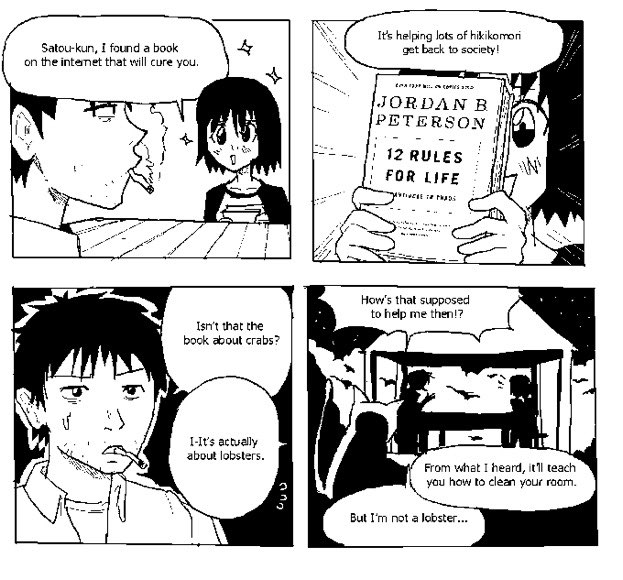 Satou-kun, I found a book
on the internet that will cure you.
It's helping lots of hikikomori
get back to society!
JORDAN B
PETERSON
12 RULES
FOR LIFE
Isn't that the
book about crabs?
I-It's actually
about lobsters.
How's that supposed
to help me then!?
From what I heard, it'll teach
you how to clean your room.
But I'm not a lobster...